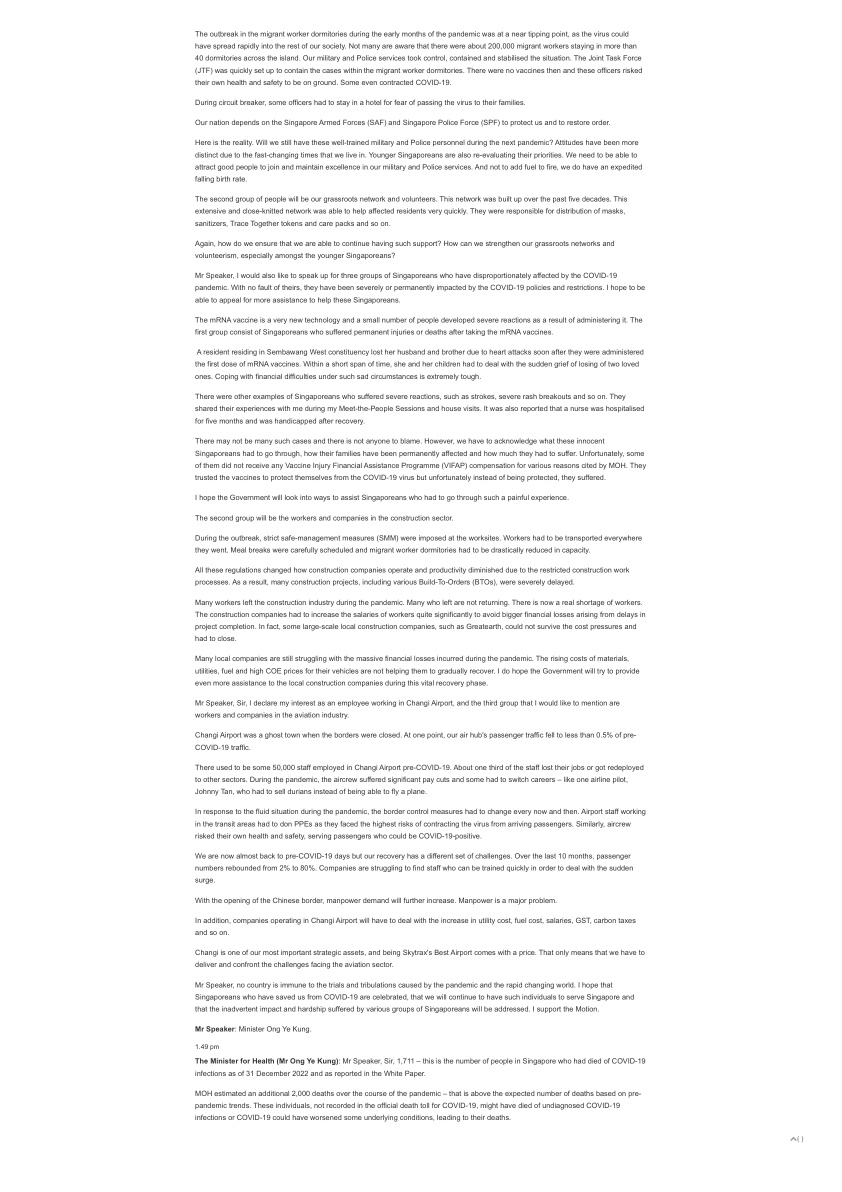 The outbreak in the migrant worker dormitories during the early months of the pandemic was at a near tipping point, as the virus could
have spread rapidly into the rest of our society. Not many are aware that there were about 200,000 migrant workers staying in more than
40 dormitories across the island. Our military and Police services took control, contained and stabilised the situation. The Joint Task Force
(JTF) was quickly set up to contain the cases within the migrant worker dormitories. There were no vaccines then and these officers risked
their own health and safety to be on ground. Some even contracted COVID-19.
During circuit breaker, some officers had to stay in a hotel for fear of passing the virus to their families.
Our nation depends on the Singapore Armed Forces (SAF) and Singapore Police Force (SPF) to protect us and to restore order.
Here is the reality. Will we still have these well-trained military and Police personnel during the next pandemic? Attitudes have been more
distinct due to the fast-changing times that we live in. Younger Singaporeans are also re-evaluating their priorities. We need to be able to
attract good people to join and maintain excellence in our military and Police services. And not to add fuel to fire, we do have an expedited
falling birth rate.
The second group of people will be our grassroots network and volunteers. This network was built up over the past five decades. This
extensive and close-knitted network was able to help affected residents very quickly. They were responsible for distribution of masks,
sanitizers, Trace Together tokens and care packs and so on.
Again, how do we ensure that we are able to continue having such support? How can we strengthen our grassroots networks and
volunteerism, especially amongst the younger Singaporeans?
Mr Speaker, I would also like to speak up for three groups of Singaporeans who have disproportionately affected by the COVID-19
pandemic. With no fault of theirs, they have been severely or permanently impacted by the COVID-19 policies and restrictions. I hope to be
able to appeal for more assistance to help these Singaporeans.
The mRNA vaccine is a very new technology and a small number of people developed severe reactions as a result of administering it. The
first group consist of Singaporeans who suffered permanent injuries or deaths after taking the mRNA vaccines.
A resident residing in Sembawang West constituency lost her husband and brother due to heart attacks soon after they were administered
the first dose of mRNA vaccines. Within a short span of time, she and her children had to deal with the sudden grief of losing of two loved
ones. Coping with financial difficulties under such sad circumstances is extremely tough.
There were other examples of Singaporeans who suffered severe reactions, such as strokes, severe rash breakouts and so on. They
shared their experiences with me during my Meet-the-People Sessions and house visits. It was also reported that a nurse was hospitalised
for five months and was handicapped after recovery.
There may not be many such cases and there is not anyone to blame. However, we have to acknowledge what these innocent
Singaporeans had to go through, how their families have been permanently affected and how much they had to suffer. Unfortunately, some
of them did not receive any Vaccine Injury Financial Assistance Programme (VIFAP) compensation for various reasons cited by MOH. They
trusted the vaccines to protect themselves from the COVID-19 virus but unfortunately instead of being protected, they suffered.
I hope the Government will look into ways to assist Singaporeans who had to go through such a painful experience.
The second group will be the workers and companies in the construction sector.
During the outbreak, strict safe-management measures (SMM) were imposed at the worksites. Workers had to be transported everywhere
they went. Meal breaks were carefully scheduled and migrant worker dormitories had to be drastically reduced in capacity.
All these regulations changed how construction companies operate and productivity diminished due to the restricted construction work
processes. As a result, many construction projects, including various Build-To-Orders (BTOs), were severely delayed.
Many workers left the construction industry during the pandemic. Many who left are not returning. There is now a real shortage of workers.
The construction companies had to increase the salaries of workers quite significantly to avoid bigger financial losses arising from delays in
project completion. In fact, some large-scale local construction companies, such as Greatearth, could not survive the cost pressures and
had to close.
Many local companies are still struggling with the massive financial losses incurred during the pandemic. The rising costs of materials,
utilities, fuel and high COE prices for their vehicles are not helping them to gradually recover. I do hope the Government will try to provide
even more assistance to the local construction companies during this vital recovery phase.
Mr Speaker, Sir, I declare my interest as an employee working in Changi Airport, and the third group that I would like to mention are
workers and companies in the aviation industry.
Changi Airport was a ghost town when the borders were closed. At one point, our air hub's passenger traffic fell to less than 0.5% of pre-
COVID-19 traffic.
There used to be some 50,000 staff employed in Changi Airport pre-COVID-19. About one third of the staff lost their jobs or got redeployed
to other sectors. During the pandemic, the aircrew suffered significant pay cuts and some had to switch careers – like one airline pilot,
Johnny Tan, who had to sell durians instead of being able to fly a plane.
In response to the fluid situation during the pandemic, the border control measures had to change every now and then. Airport staff working
in the transit areas had to don PPEs as they faced the highest risks of contracting the virus from arriving passengers. Similarly, aircrew
risked their own health and safety, serving passengers who could be COVID-19-positive.
We are now almost back to pre-COVID-19 days but our recovery has a different set of challenges. Over the last 10 months, passenger
numbers rebounded from 2% to 80%. Companies are struggling to find staff who can be trained quickly in order to deal with the sudden
surge.
With the opening of the Chinese border, manpower demand will further increase. Manpower is a major problem.
In addition, companies operating in Changi Airport will have to deal with the increase in utility cost, fuel cost, salaries, GST, carbon taxes
and so on.
Changi is one of our most important strategic assets, and being Skytrax's Best Airport comes with a price. That only means that we have to
deliver and confront the challenges facing the aviation sector.
Mr Speaker, no country is immune to the trials and tribulations caused by the pandemic and the rapid changing world. I hope that
Singaporeans who have saved us from COVID-19 are celebrated, that we will continue to have such individuals to serve Singapore and
that the inadvertent impact and hardship suffered by various groups of Singaporeans will be addressed. I support the Motion.
Mr Speaker: Minister Ong Ye Kung.
1.49 pm
The Minister for Health (Mr Ong Ye Kung): Mr Speaker, Sir, 1,711 – this is the number of people in Singapore who had died of COVID-19
infections as of 31 December 2022 and as reported in the White Paper.
MOH estimated an additional 2,000 deaths over the course of the pandemic – that is above the expected number of deaths based on pre-
pandemic trends. These individuals, not recorded in the official death toll for COVID-19, might have died of undiagnosed COVID-19
infections or COVID-19 could have worsened some underlying conditions, leading to their deaths.
( )